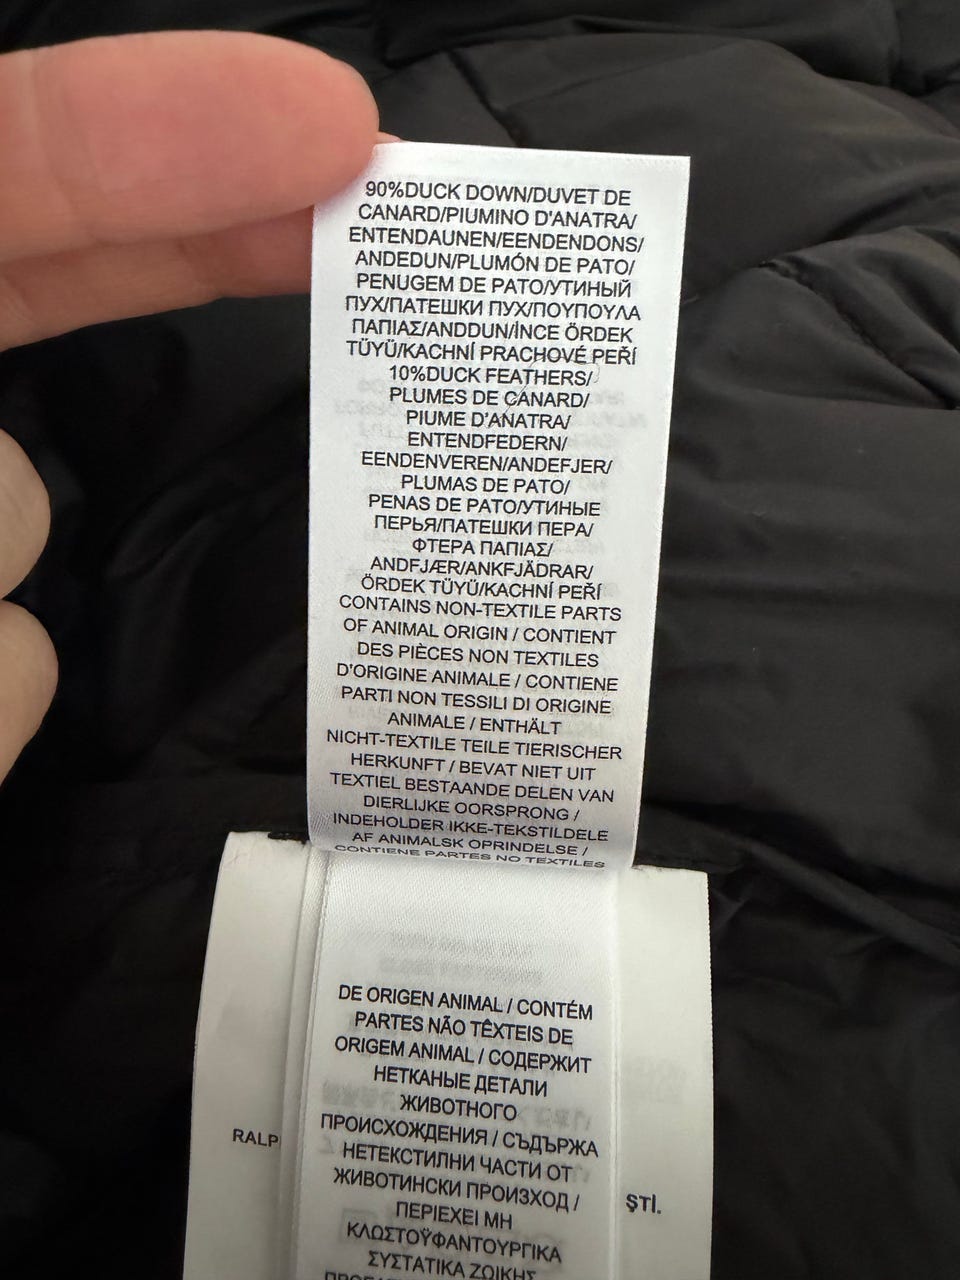 90%DUCK DOWN/DUVET DE
CANARD/PIUMINO D'ANATRA/
ENTENDAUNEN/EENDENDONS/
ANDEDUN/PLUMÓN DE PATO/
PENUGEM DE PATO/УТИНЫЙ
ПУХ/ПАТЕШКИ ПУХ/ΠΟΥΠΟΥΛΑ
ΠΑΠΙΑΣ/ANDDUN/İNCE ÖRDEK
TÜYÜ/KACHNÍ PRACHOVÉ PEŘÍ
10%DUCK FEATHERS/
PLUMES DE CANARD/
PIUME D'ANATRA/
ENTENDFEDERN/
EENDENVEREN/ANDEFJER/
PLUMAS DE PATO/
PENAS DE PATO/УТИНЫЕ
ПЕРЬЯ/ПАТЕШКИ ПЕРА/
ΦΤΕΡΑ ΠΑΠΙΑΣ/
ANDFJÆR/ANKFJÄDRAR/
ÖRDEK TÜYÜ/KACHNÍ PEŘÍ
CONTAINS NON-TEXTILE PARTS
OF ANIMAL ORIGIN / CONTIENT
DES PIÈCES NON TEXTILES
D'ORIGINE ANIMALE / CONTIENE
PARTI NON TESSILI DI ORIGINE
ANIMALE / ENTHÄLT
NICHT-TEXTILE TEILE TIERISCHER
HERKUNFT / BEVAT NIET UIT
TEXTIEL BESTAANDE DELEN VAN
DIERLIJKE OORSPRONG /
INDEHOLDER IKKE-TEKSTILDELE
AF ANIMALSK OPRINDELSE /
CONTIENE PARTES NO TEXTILES
DE ORIGEN ANIMAL / CONTÉM
PARTES NÃO TÊXTEIS DE
ORIGEM ANIMAL / СОДЕРЖИТ
НЕТКАНЫЕ ДЕТАЛИ
ЖИВОТНОГО
ПРОИСХОЖДЕНИЯ / СЪДЪРЖА
НЕТЕКСТИЛНИ ЧАСТИ ОТ
ЖИВОТИНСКИ ПРОИЗХОД /
ΠΕΡΙΕΧΕΙ ΜΗ
ΚΛΩΣΤΟΫΦΑΝΤΟΥΡΓΙΚΑ
ΣΥΣΤΑΤΙΚΑ ΖΩΙΚΗΣ
RALP
ŞTİ.